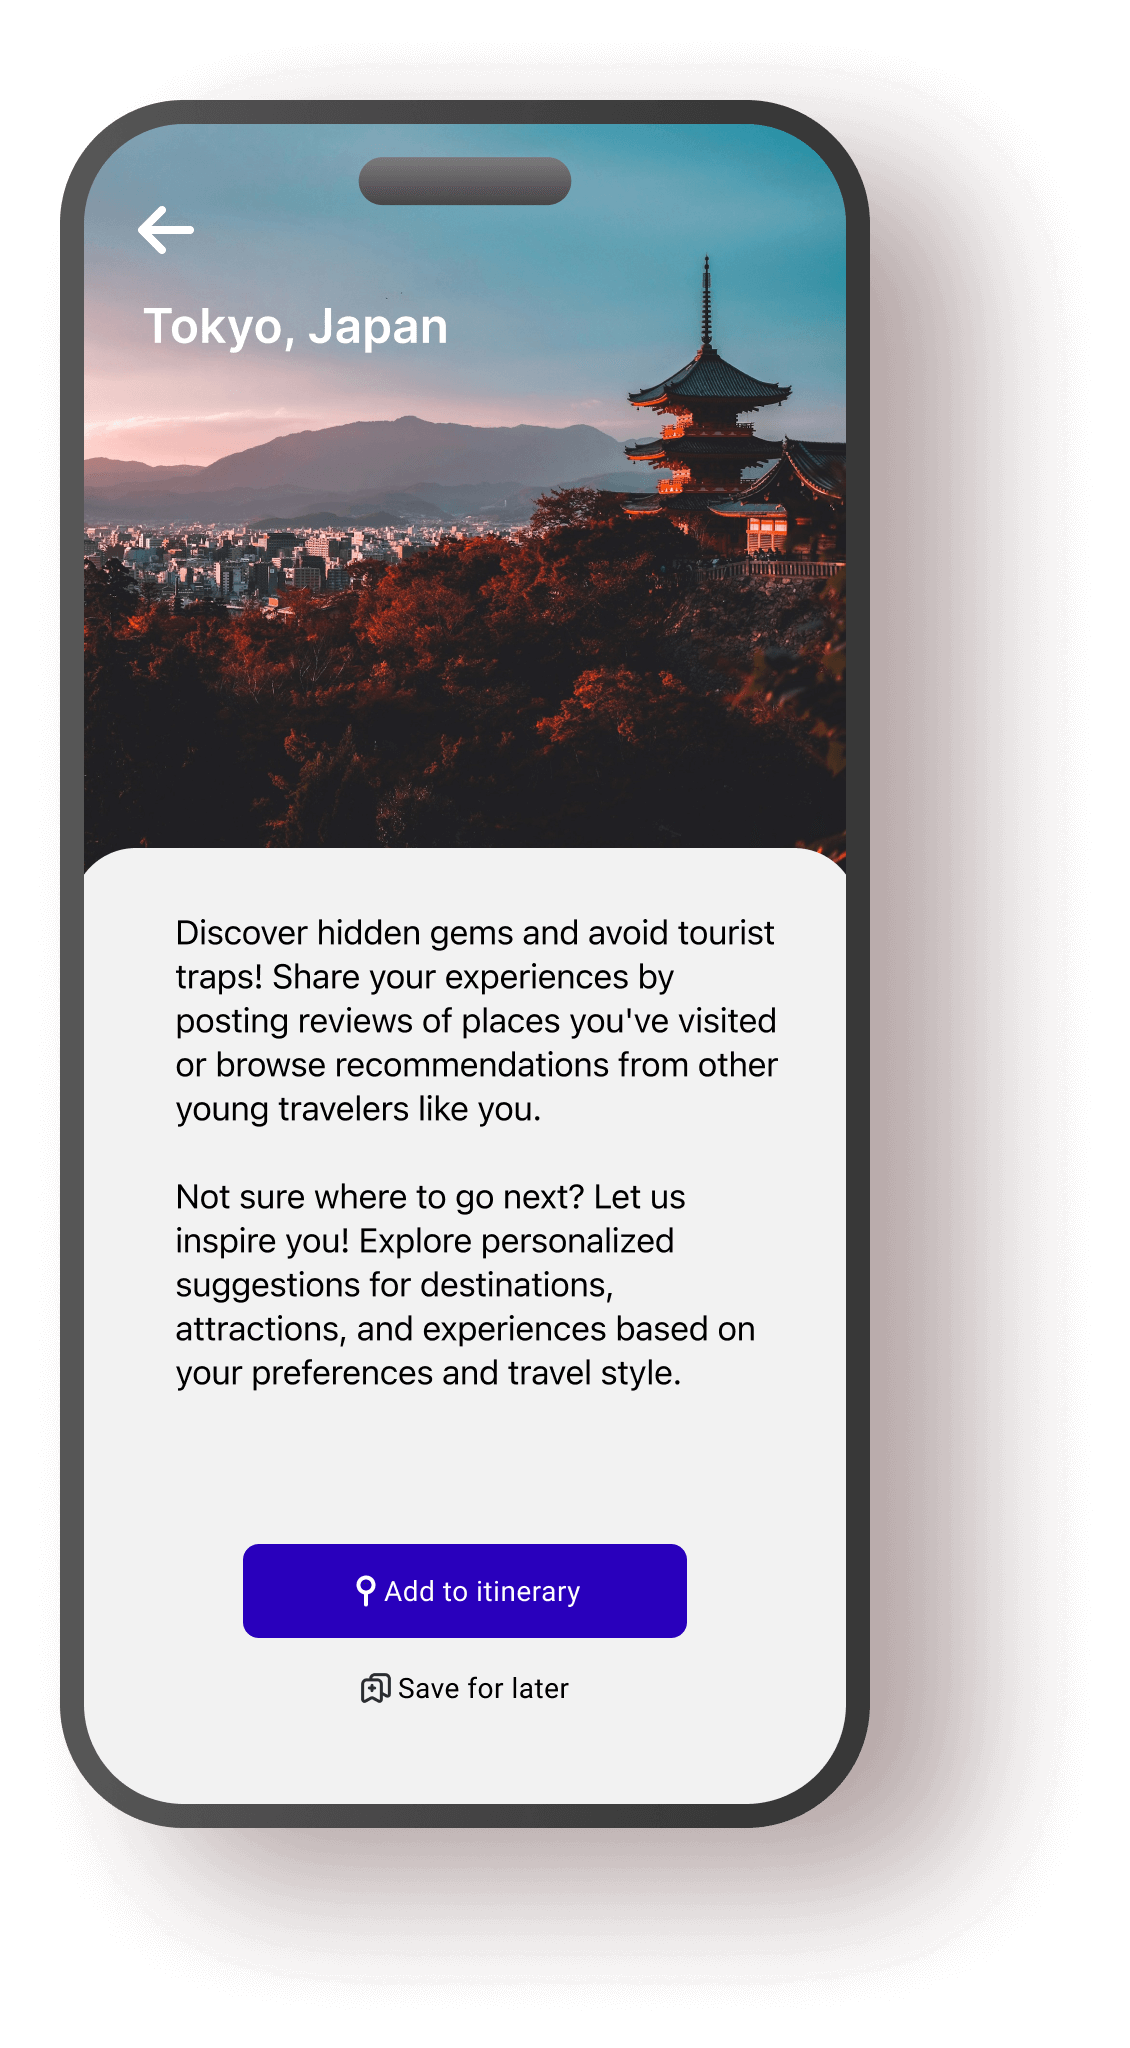 Tokyo, Japan
Discover hidden gems and avoid tourist
traps! Share your experiences by
posting reviews of places you've visited
or browse recommendations from other
young travelers like you.
Not sure where to go next? Let us
inspire you! Explore personalized
suggestions for destinations,
attractions, and experiences based on
your preferences and travel style.
Add to itinerary
Save for later